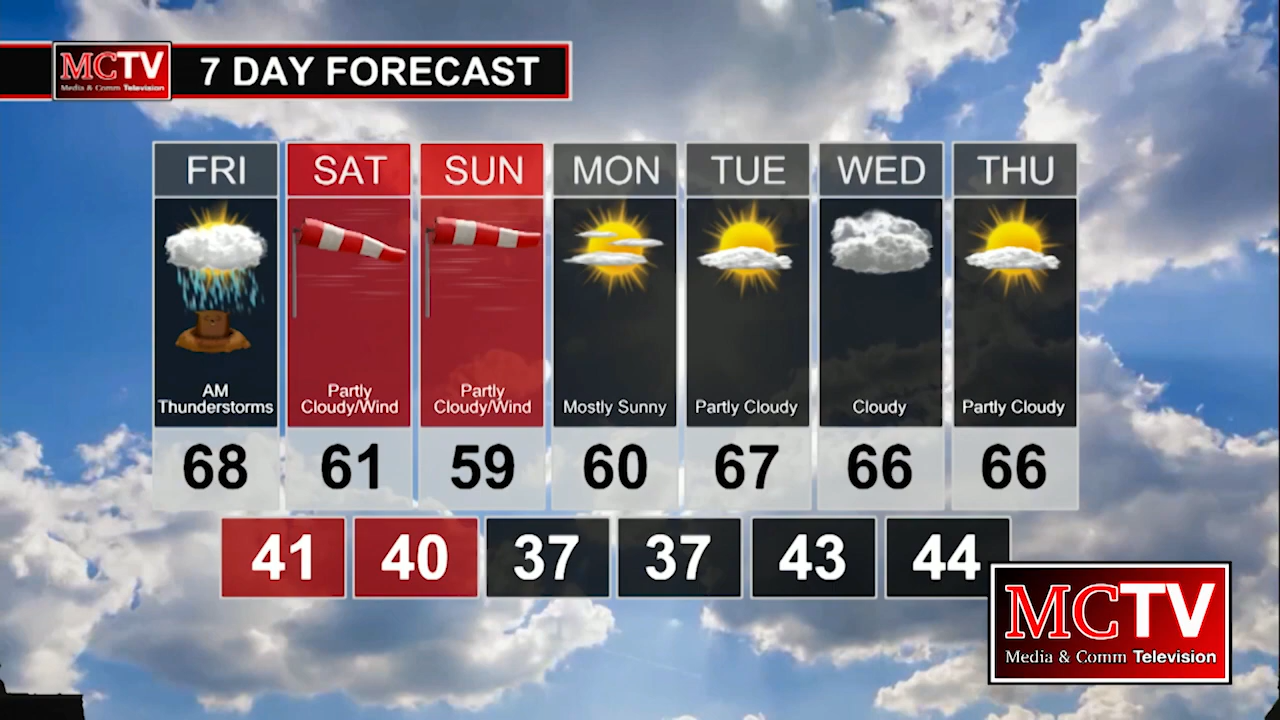 MCTV
Media & Comm Television
7 DAY FORECAST
FRI SAT SUN MON TUE WED THU
AM
Thunderstorms
Partly
Cloudy/Wind
Partly
Cloudy/Wind
Mostly Sunny
Partly Cloudy
Cloudy
Partly Cloudy
68 61 59 60 67 66 66
41 40 37 37 43 44
MCTV
Media & Comm Television